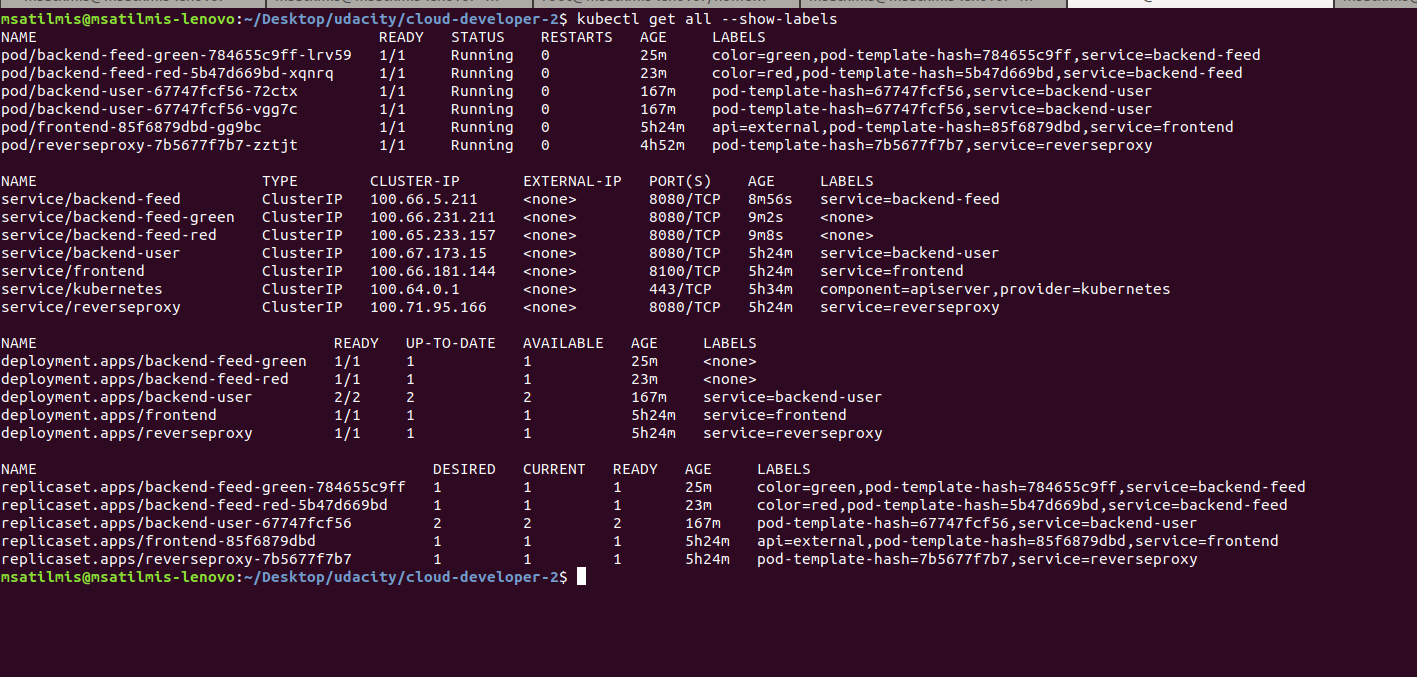 msatilmis@msatilmis-lenovo:~/Desktop/udacity/cloud-developer-2$ kubectl get all --show-labels
NAME READY STATUS RESTARTS AGE LABELS
pod/backend-feed-green-784655c9ff-lrv59 1/1 Running 0 25m color=green,pod-template-hash=784655c9ff,service=backend-feed
pod/backend-feed-red-5b47d669bd-xqnrq 1/1 Running 0 23m color=red,pod-template-hash=5b47d669bd,service=backend-feed
pod/backend-user-67747fcf56-72ctx 1/1 Running 0 167m pod-template-hash=67747fcf56,service=backend-user
pod/backend-user-67747fcf56-vgg7c 1/1 Running 0 167m pod-template-hash=67747fcf56,service=backend-user
pod/frontend-85f6879dbd-gg9bc 1/1 Running 0 5h24m api=external,pod-template-hash=85f6879dbd,service=frontend
pod/reverseproxy-7b5677f7b7-zztjt 1/1 Running 0 4h52m pod-template-hash=7b5677f7b7,service=reverseproxy
NAME TYPE CLUSTER-IP EXTERNAL-IP PORT(S) AGE LABELS
service/backend-feed ClusterIP 100.66.5.211 <none> 8080/TCP 8m56s service=backend-feed
service/backend-feed-green ClusterIP 100.66.231.211 <none> 8080/TCP 9m2s <none>
service/backend-feed-red ClusterIP 100.65.233.157 <none> 8080/TCP 9m8s <none>
service/backend-user ClusterIP 100.67.173.15 <none> 8080/TCP 5h24m service=backend-user
service/frontend ClusterIP 100.66.181.144 <none> 8100/TCP 5h24m service=frontend
service/kubernetes ClusterIP 100.64.0.1 <none> 443/TCP 5h34m component=apiserver,provider=kubernetes
service/reverseproxy ClusterIP 100.71.95.166 <none> 8080/TCP 5h24m service=reverseproxy
NAME READY UP-TO-DATE AVAILABLE AGE LABELS
deployment.apps/backend-feed-green 1/1 1 1 25m <none>
deployment.apps/backend-feed-red 1/1 1 1 23m <none>
deployment.apps/backend-user 2/2 2 2 167m service=backend-user
deployment.apps/frontend 1/1 1 1 5h24m service=frontend
deployment.apps/reverseproxy 1/1 1 1 5h24m service=reverseproxy
NAME DESIRED CURRENT READY AGE LABELS
replicaset.apps/backend-feed-green-784655c9ff 1 1 1 25m color=green,pod-template-hash=784655c9ff,service=backend-feed
replicaset.apps/backend-feed-red-5b47d669bd 1 1 1 23m color=red,pod-template-hash=5b47d669bd,service=backend-feed
replicaset.apps/backend-user-67747fcf56 2 2 2 167m pod-template-hash=67747fcf56,service=backend-user
replicaset.apps/frontend-85f6879dbd 1 1 1 5h24m api=external,pod-template-hash=85f6879dbd,service=frontend
replicaset.apps/reverseproxy-7b5677f7b7 1 1 1 5h24m pod-template-hash=7b5677f7b7,service=reverseproxy
msatilmis@msatilmis-lenovo:~/Desktop/udacity/cloud-developer-2$